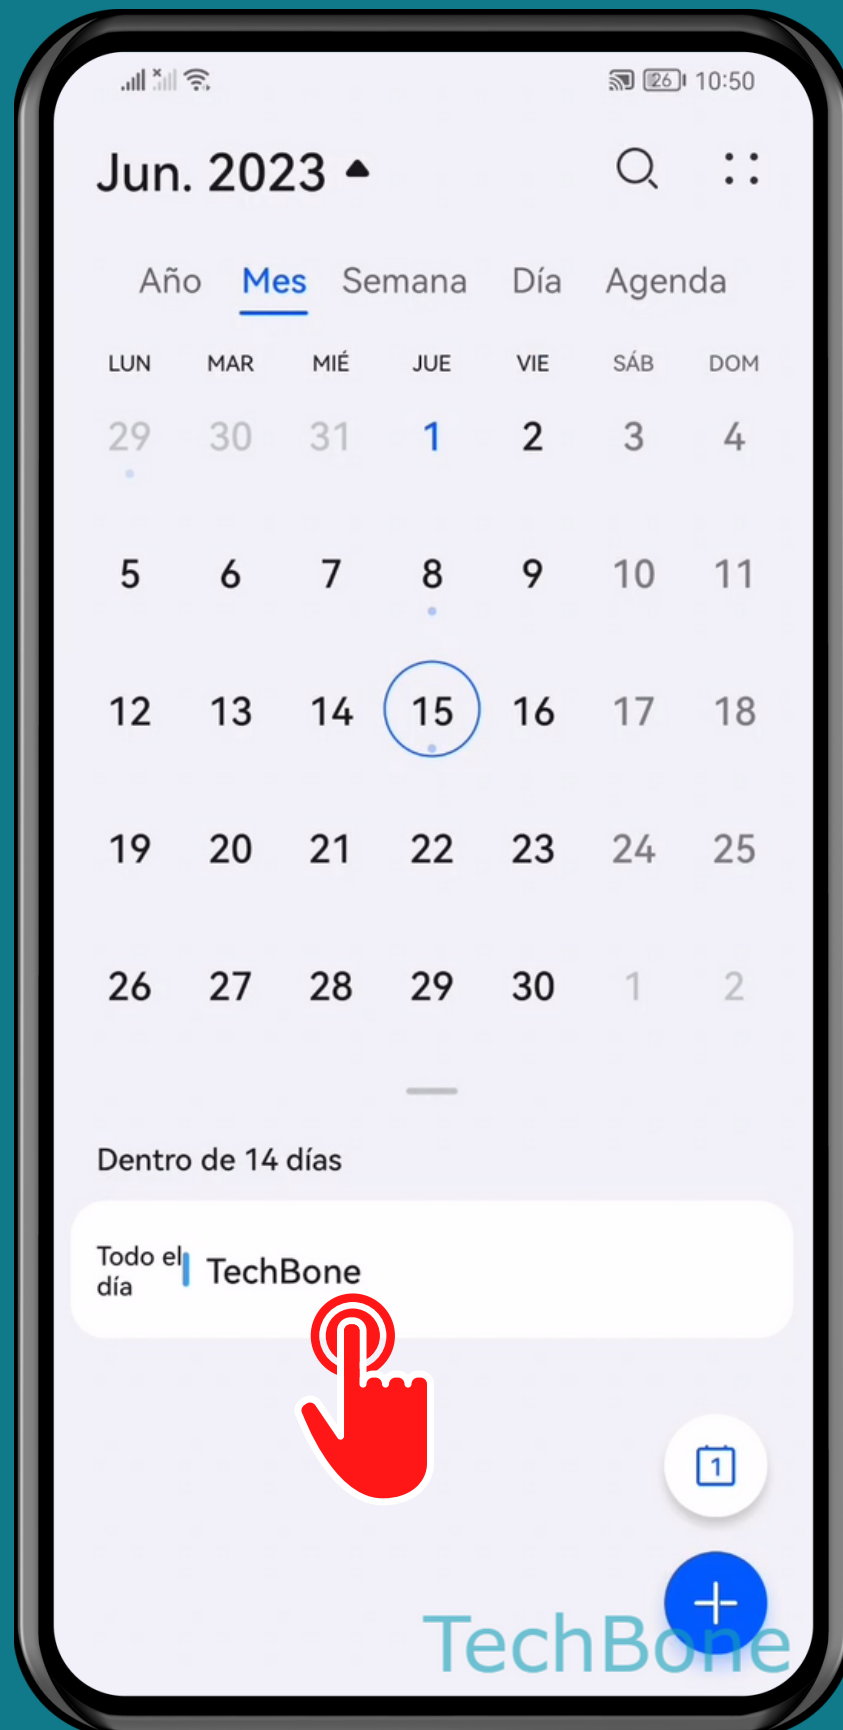 26 10:50
Jun. 2023
Año Mes Semana Día Agenda
LUN MAR MIÉ JUE VIE SÁB DOM
29 30 31 1 2 3 4
5 6 7 8 9 10 11
12 13 14 15 16 17 18
19 20 21 22 23 24 25
26 27 28 29 30 1 2
Dentro de 14 días
Todo el
día
TechBone
1
TechBone